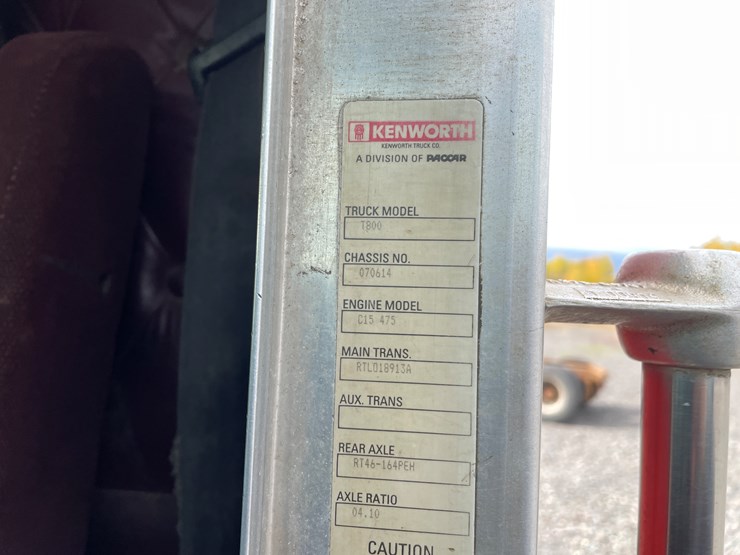 KENWORTH
KENWORTH TRUCK CO.
A DIVISION OF PACCAR
TRUCK MODEL
T800
CHASSIS NO.
070614
ENGINE MODEL
C15 475
MAIN TRANS.
RTLO18913A
AUX. TRANS
REAR AXLE
RT46-164PEH
AXLE RATIO
04.10
CAUTION